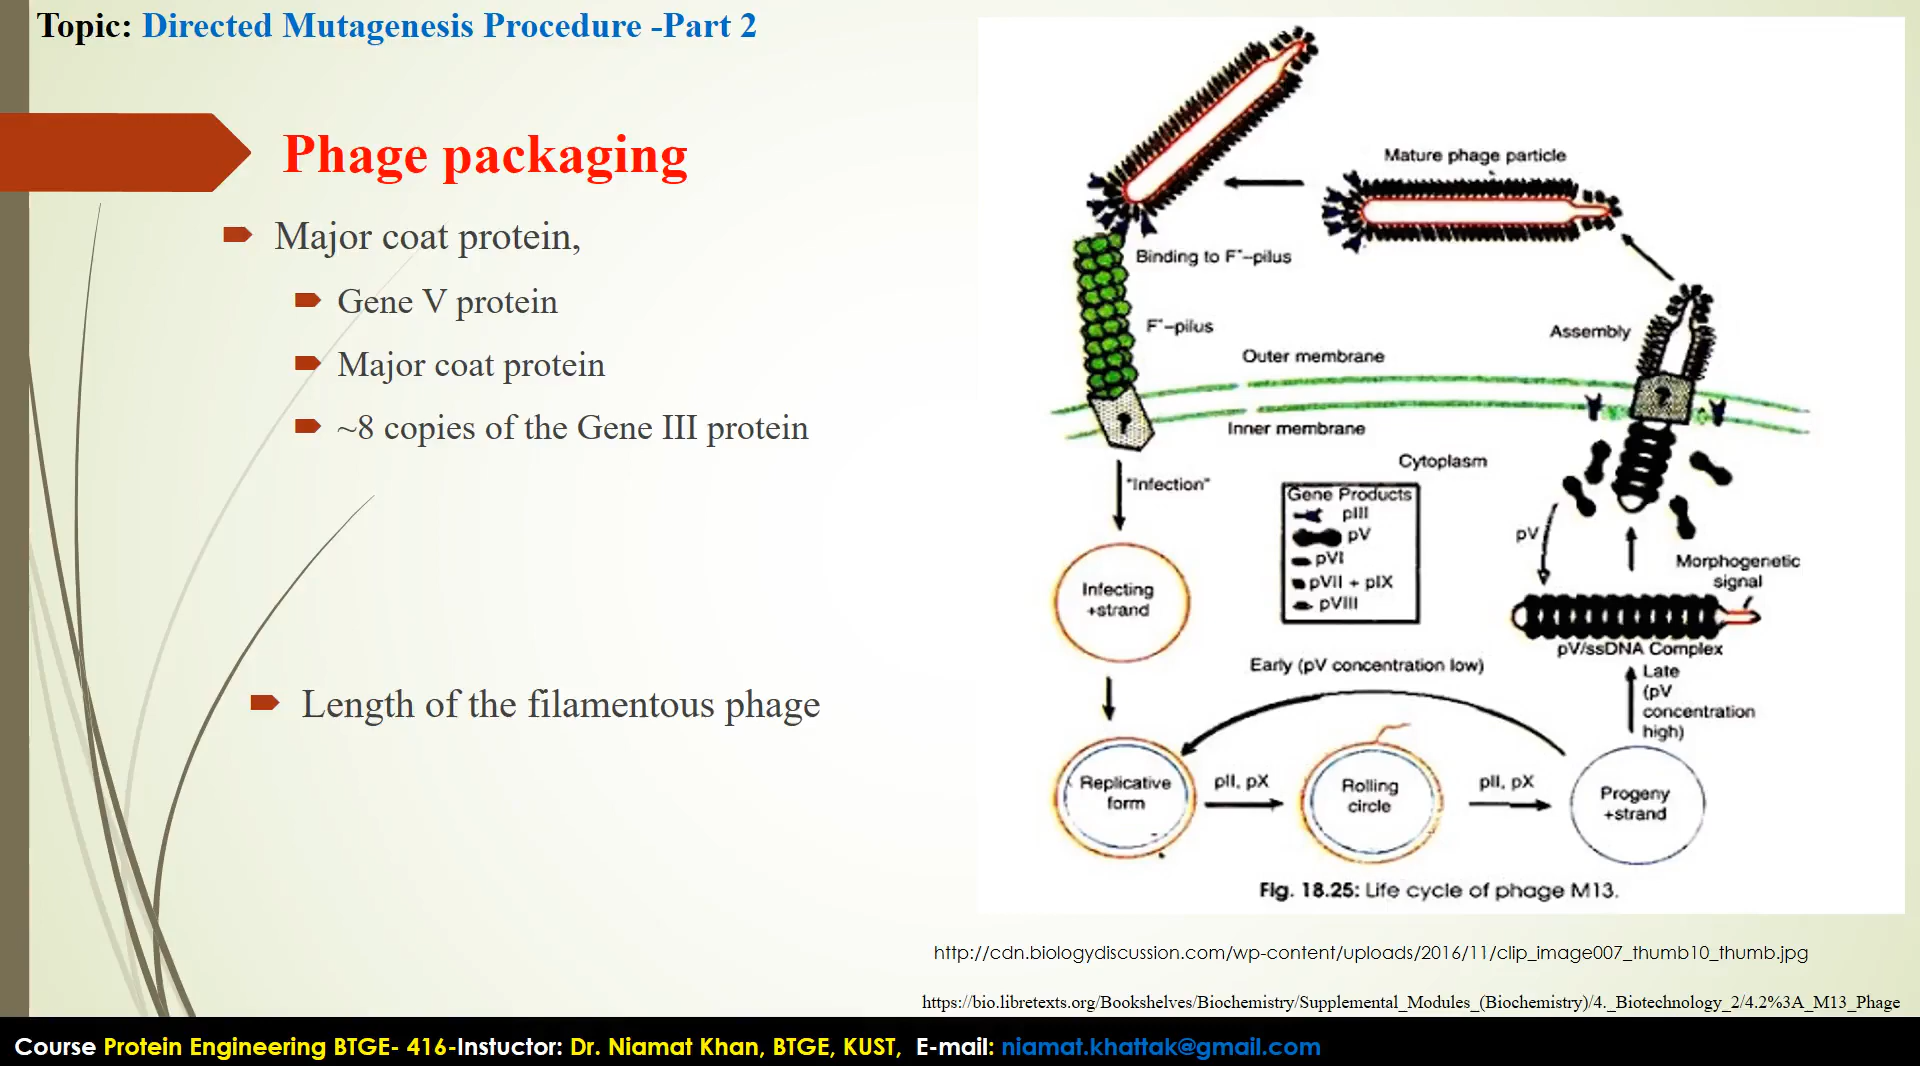 Topic: Directed Mutagenesis Procedure -Part 2
Phage packaging
Major coat protein,
Gene V protein
Major coat protein
~8 copies of the Gene III protein
Length of the filamentous phage
Mature phage particle
Binding to F⁺–pilus
F⁺–pilus
Assembly
Outer membrane
?
?
Inner membrane
Cytoplasm
"Infection"
Gene Products
pIII
pV
pVI
pVII + pIX
pVIII
pV
Morphogenetic
signal
Infecting
+strand
pV/ssDNA Complex
Early (pV concentration low)
Late
(pV
concentration
high)
Replicative
form
pII, pX
Rolling
circle
pII, pX
Progeny
+strand
Fig. 18.25: Life cycle of phage M13.
http://cdn.biologydiscussion.com/wp-content/uploads/2016/11/clip_image007_thumb10_thumb.jpg
https://bio.libretexts.org/Bookshelves/Biochemistry/Supplemental_Modules_(Biochemistry)/4._Biotechnology_2/4.2%3A_M13_Phage
Course Protein Engineering BTGE- 416-Instuctor: Dr. Niamat Khan, BTGE, KUST, E-mail: niamat.khattak@gmail.com